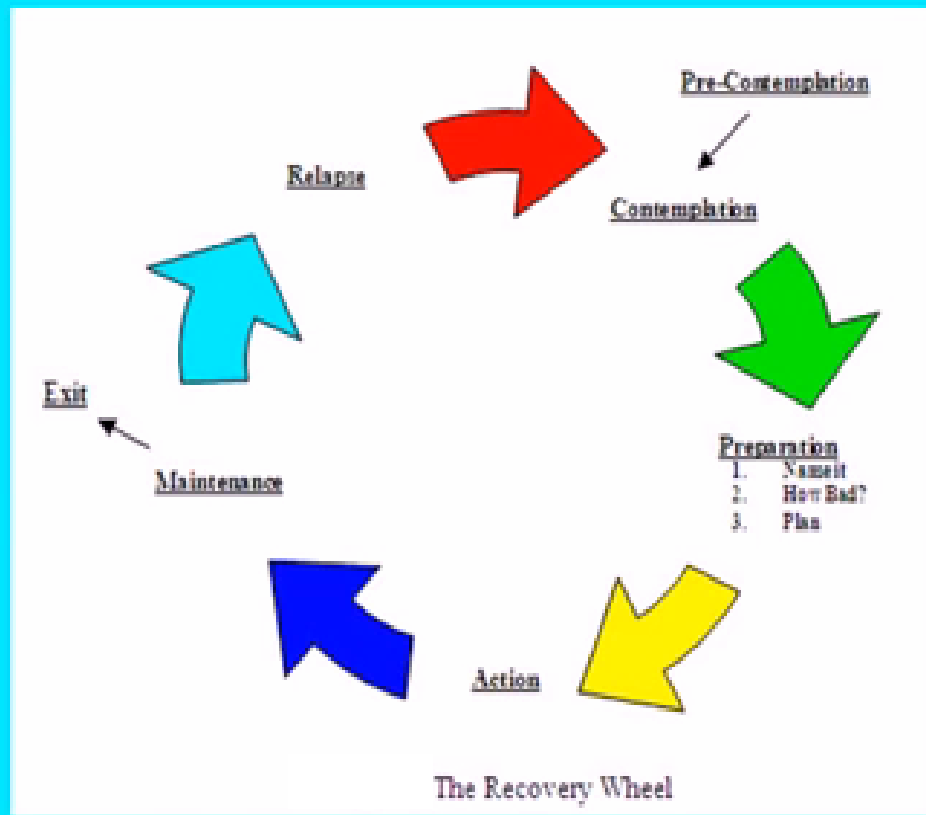 Pre-Contemplation
Relapse
Contemplation
Exit
Maintenance
Preparation
1. Name it
2. How Bad?
3. Plan
Action
The Recovery Wheel